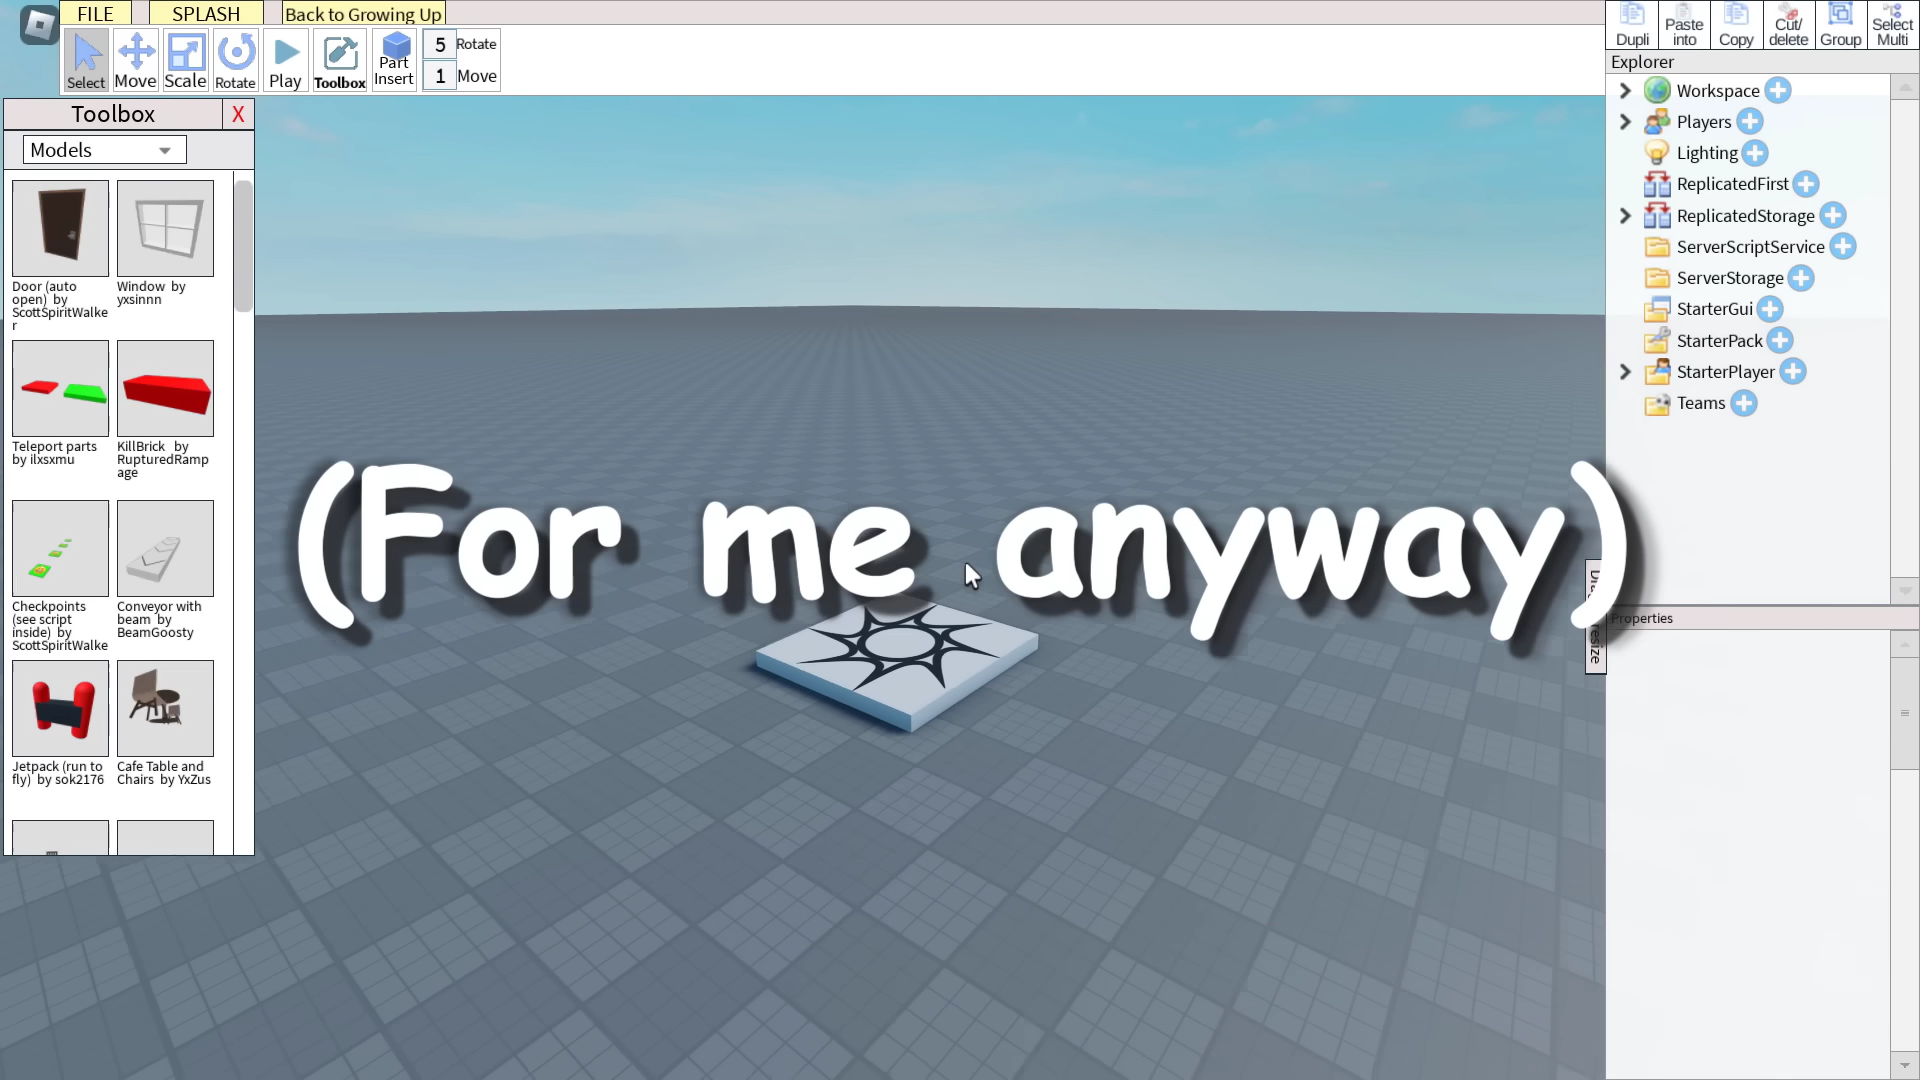 FILE
SPLASH
Back to Growing Up
Select
Move
Scale
Rotate
Play
Toolbox
Part
Insert
5 Rotate
1 Move
Dupli
Paste
into
Copy
Cut/
delete
Group
Select
Multi
Toolbox
X
Models
Door (auto
open) by
ScottSpiritWalke
r
Window by
yxsinnn
Teleport parts
by ilxsxmu
KillBrick by
RupturedRamp
age
Checkpoints
(see script
inside) by
ScottSpiritWalke
Conveyor with
beam by
BeamGoosty
Jetpack (run to
fly) by sok2176
Cafe Table and
Chairs by YxZus
(For me anyway)
Explorer
Workspace
Players
Lighting
ReplicatedFirst
ReplicatedStorage
ServerScriptService
ServerStorage
StarterGui
StarterPack
StarterPlayer
Teams
Properties